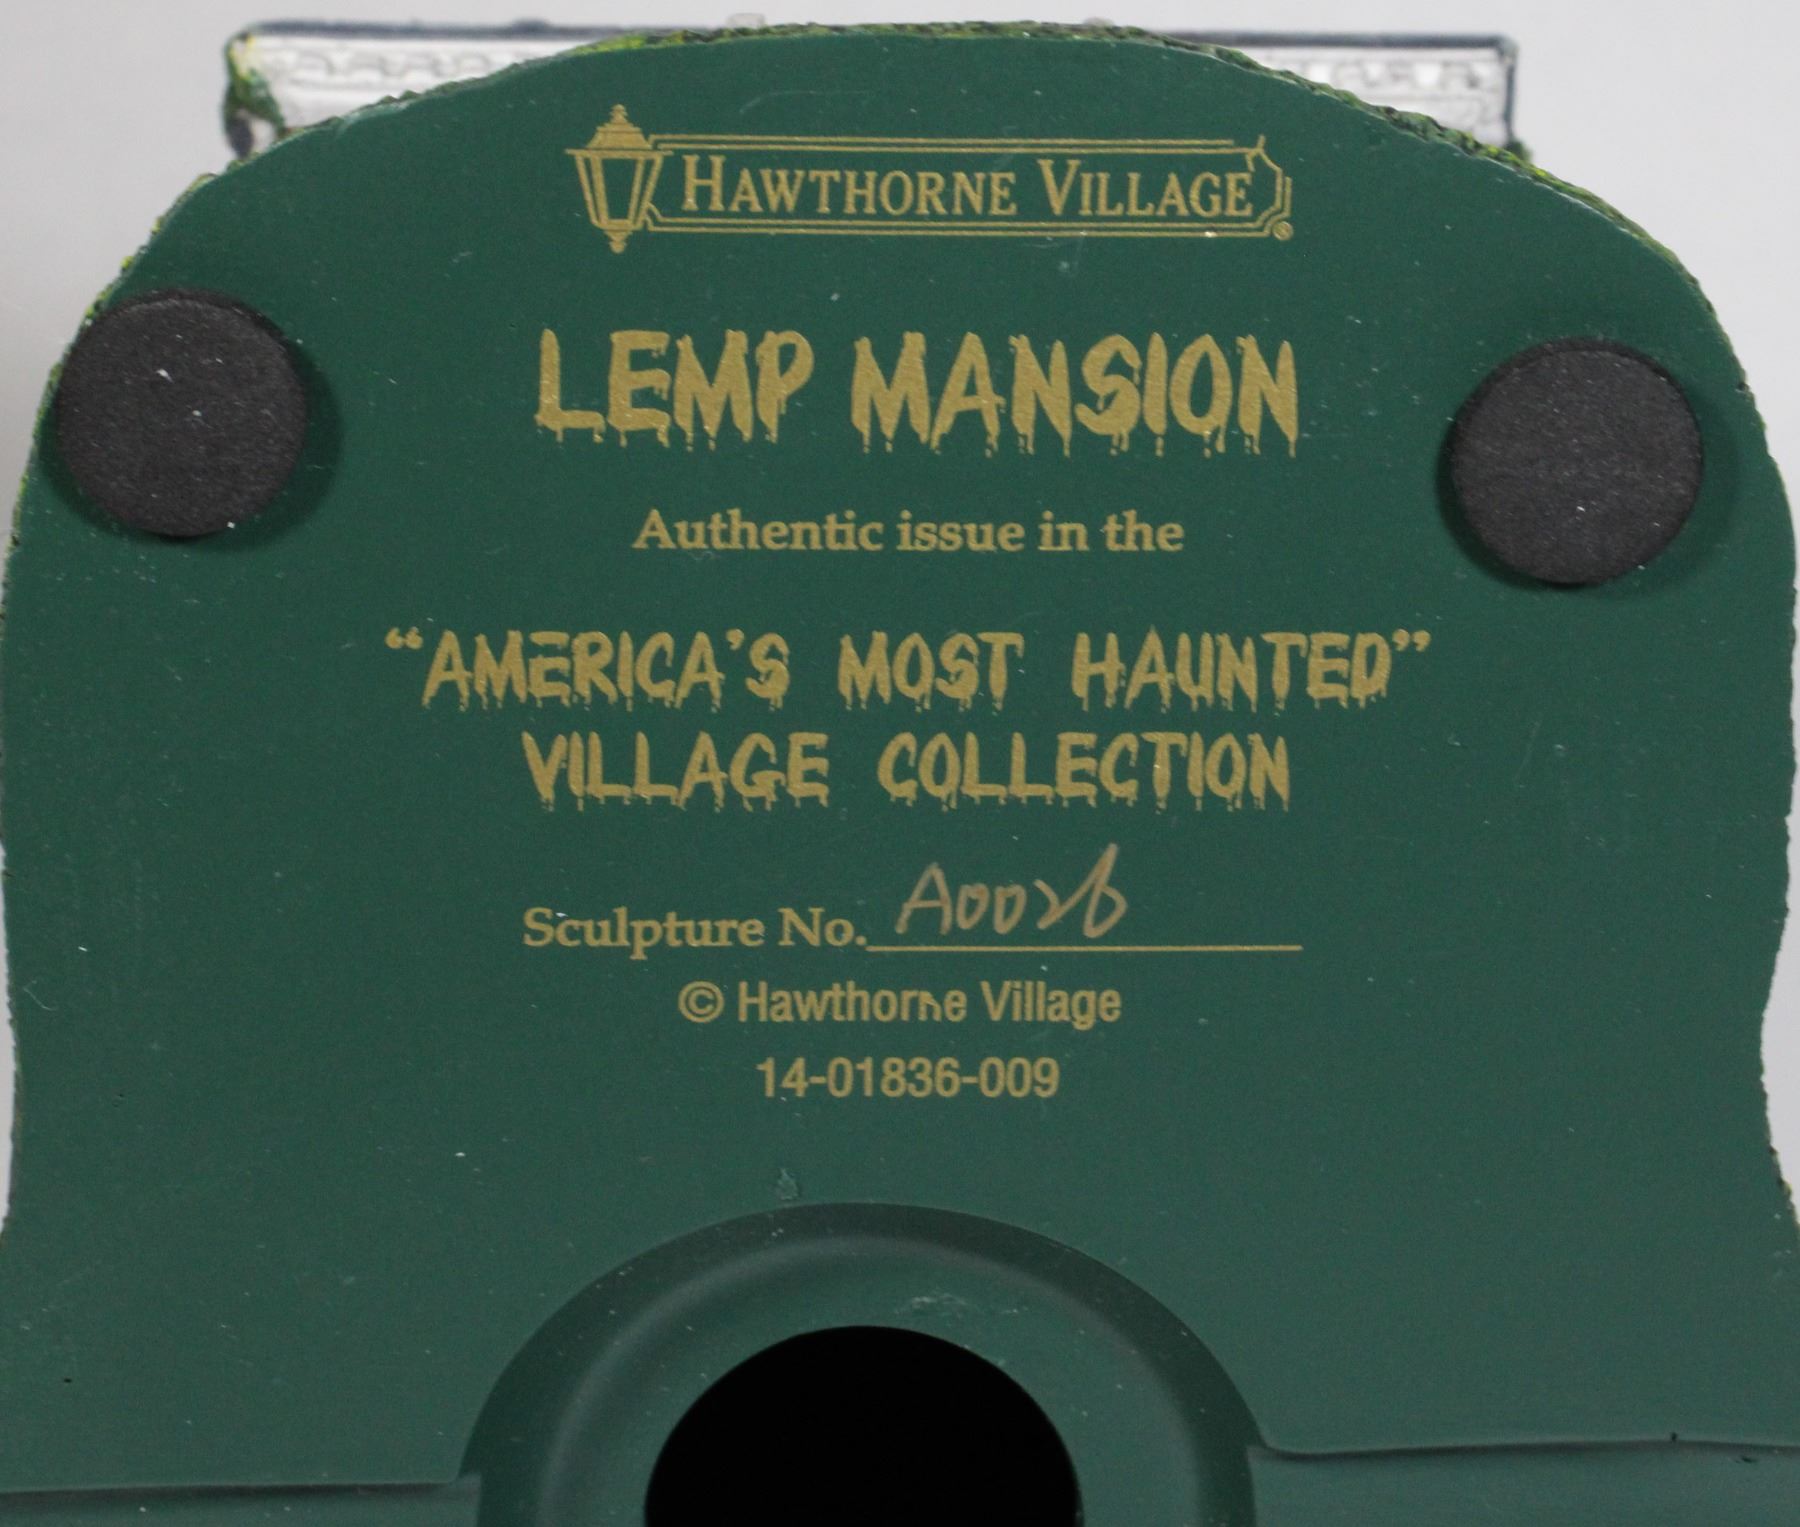 HAWTHORNE VILLAGE ®
LEMP MANSION
Authentic issue in the
“AMERICA’S MOST HAUNTED”
VILLAGE COLLECTION
Sculpture No. A0026
© Hawthorne Village
14-01836-009